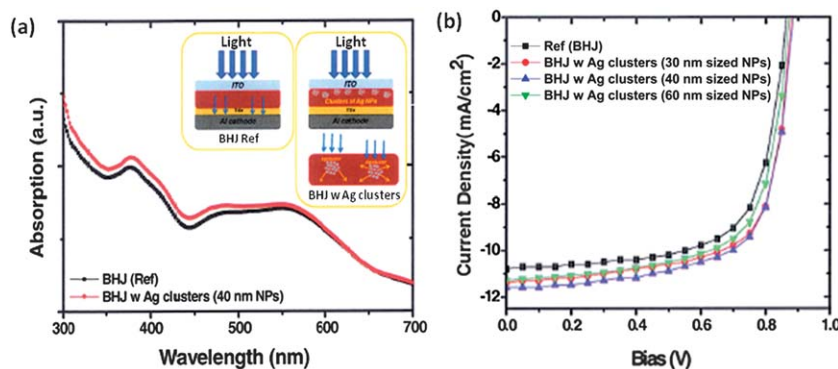 (a)
Absorption (a.u.)
Light
ITO
Al cathode
BHJ Ref
Light
ITO
Clusters of Ag NPs
Al cathode
BHJ w Ag clusters
BHJ (Ref)
BHJ w Ag clusters (40 nm NPs)
300 400 500 600 700
Wavelength (nm)
(b)
Current Density (mA/cm²)
0
-2
-4
-6
-8
-10
-12
Ref (BHJ)
BHJ w Ag clusters (30 nm sized NPs)
BHJ w Ag clusters (40 nm sized NPs)
BHJ w Ag clusters (60 nm sized NPs)
0.0 0.2 0.4 0.6 0.8 1.0
Bias (V)